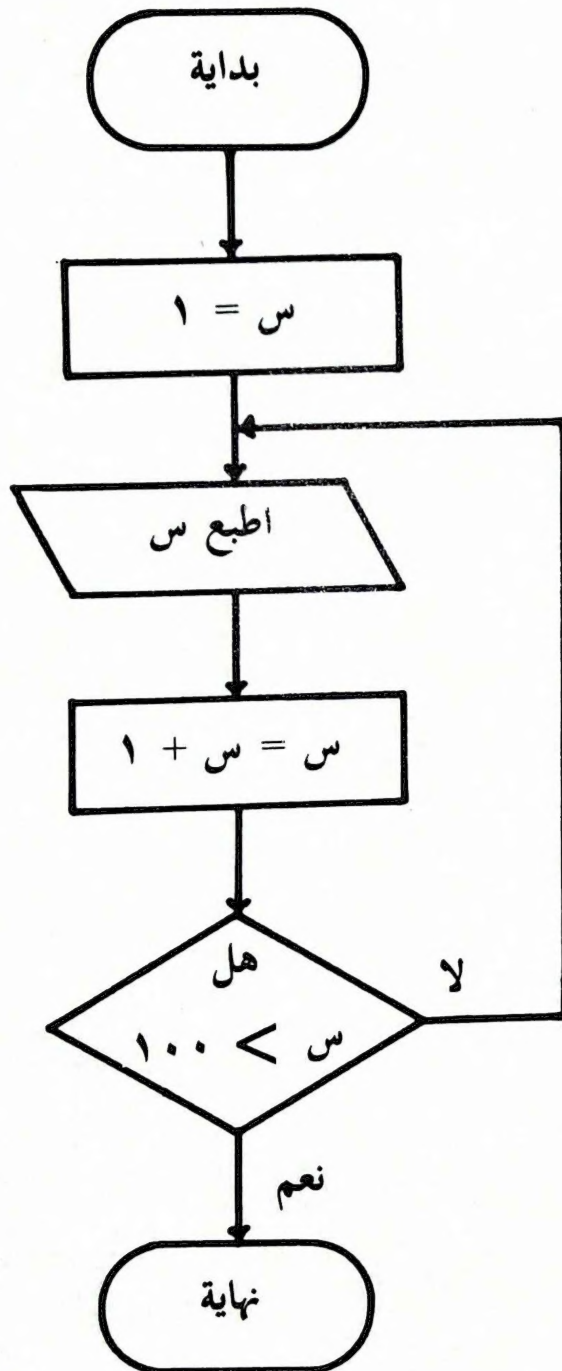 بداية
س = ١
اطبع س
س = س + ١
هل
س > ١٠٠
لا
نعم
نهاية